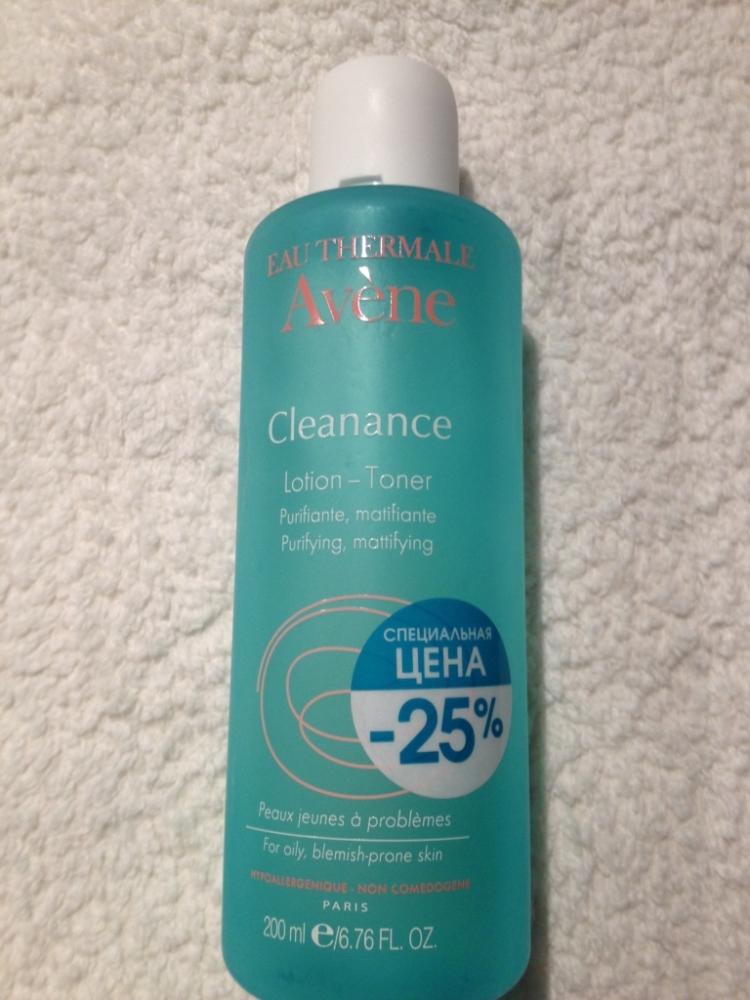 EAU THERMALE
Avène
Cleanance
Lotion – Toner
Purifiante, matifiante
Purifying, mattifying
СПЕЦИАЛЬНАЯ
ЦЕНА
-25%
Peaux jeunes à problèmes
For oily, blemish-prone skin
HYPOALLERGENIQUE - NON COMEDOGENE
PARIS
200 ml e/6.76 FL. OZ.